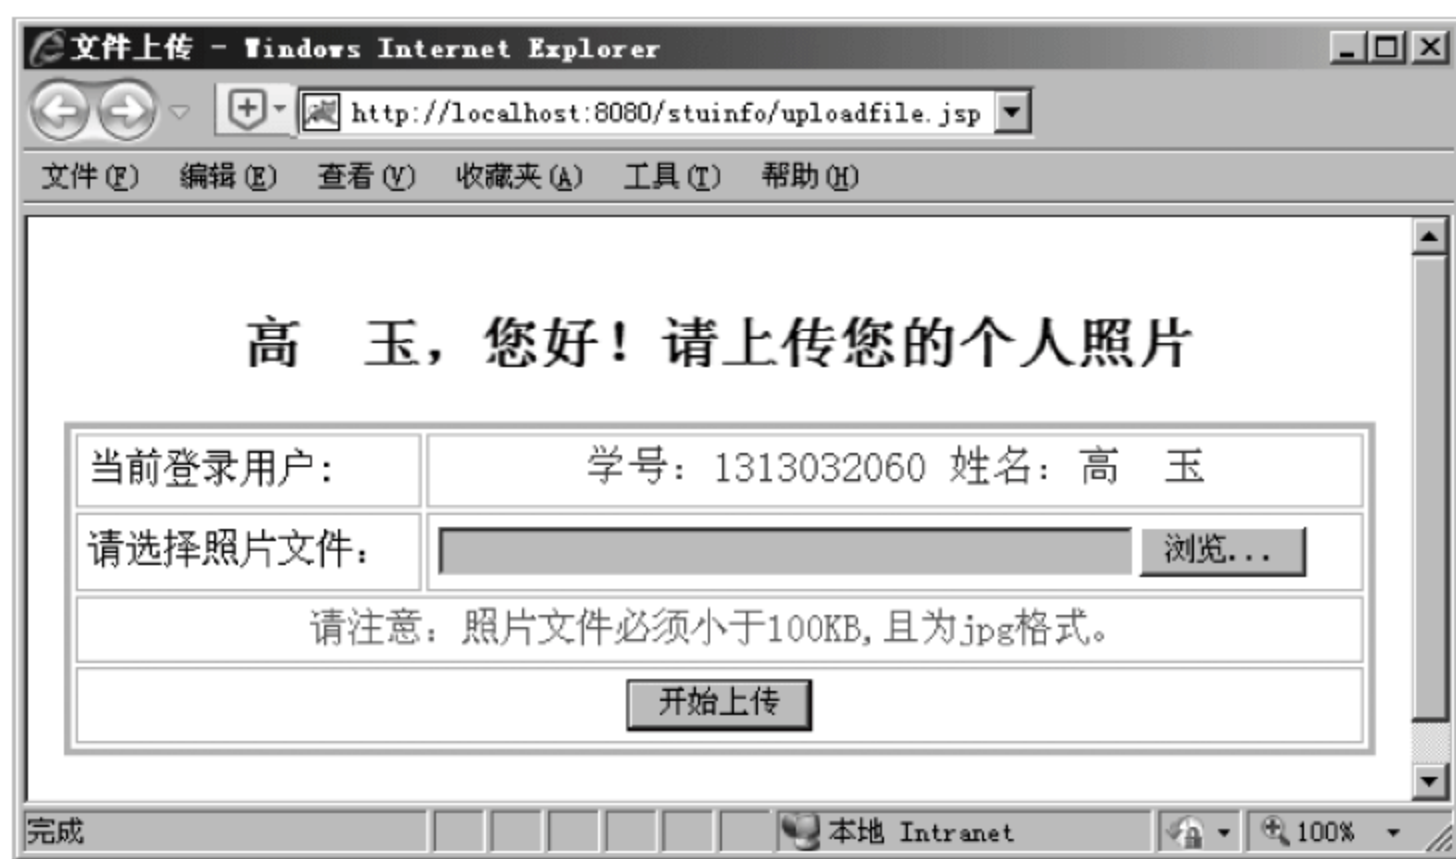 文件上传 - Windows Internet Explorer
http://localhost:8080/stuinfo/uploadfile.jsp
文件(F) 编辑(E) 查看(V) 收藏夹(A) 工具(T) 帮助(H)
高　玉，您好！请上传您的个人照片
当前登录用户: 学号：1313032060 姓名：高　玉
请选择照片文件： 浏览...
请注意：照片文件必须小于100KB,且为jpg格式。
开始上传
完成 本地 Intranet 100%